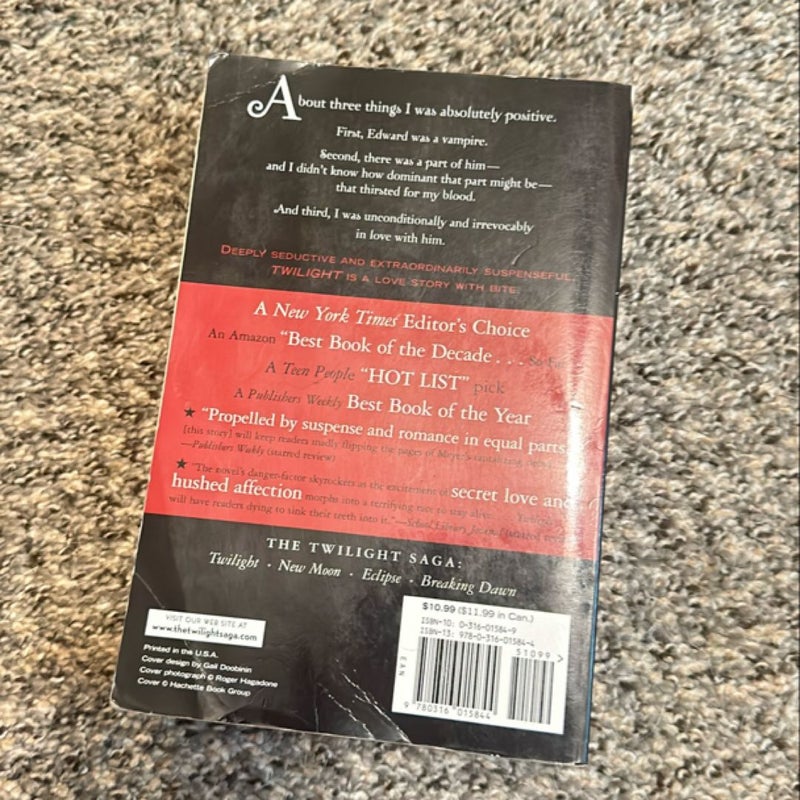 About three things I was absolutely positive.
First, Edward was a vampire.
Second, there was a part of him—
and I didn't know how dominant that part might be—
that thirsted for my blood.
And third, I was unconditionally and irrevocably
in love with him.
DEEPLY SEDUCTIVE AND EXTRAORDINARILY SUSPENSEFUL,
TWILIGHT IS A LOVE STORY WITH BITE.
A New York Times Editor's Choice
An Amazon "Best Book of the Decade . . . So Far"
A Teen People "HOT LIST" pick
A Publishers Weekly Best Book of the Year
★ "Propelled by suspense and romance in equal parts
[this story] will keep readers madly flipping the pages of Meyer's tantalizing
—Publishers Weekly (starred review)
★ "The novel's danger-factor skyrockets as the excitement of secret love and
hushed affection morphs into a terrifying race to stay alive.
will have readers dying to sink their teeth into it."—School Library Journal (starred review)
THE TWILIGHT SAGA:
Twilight · New Moon · Eclipse · Breaking Dawn
VISIT OUR WEB SITE AT
www.thetwilightsaga.com
Printed in the U.S.A.
Cover design by Gail Doobinin
Cover photograph © Roger Hagadone
Cover © Hachette Book Group
$10.99 ($11.99 in Can.)
ISBN-10: 0-316-01584-9
ISBN-13: 978-0-316-01584-4
51099 >
EAN
9 780316 015844